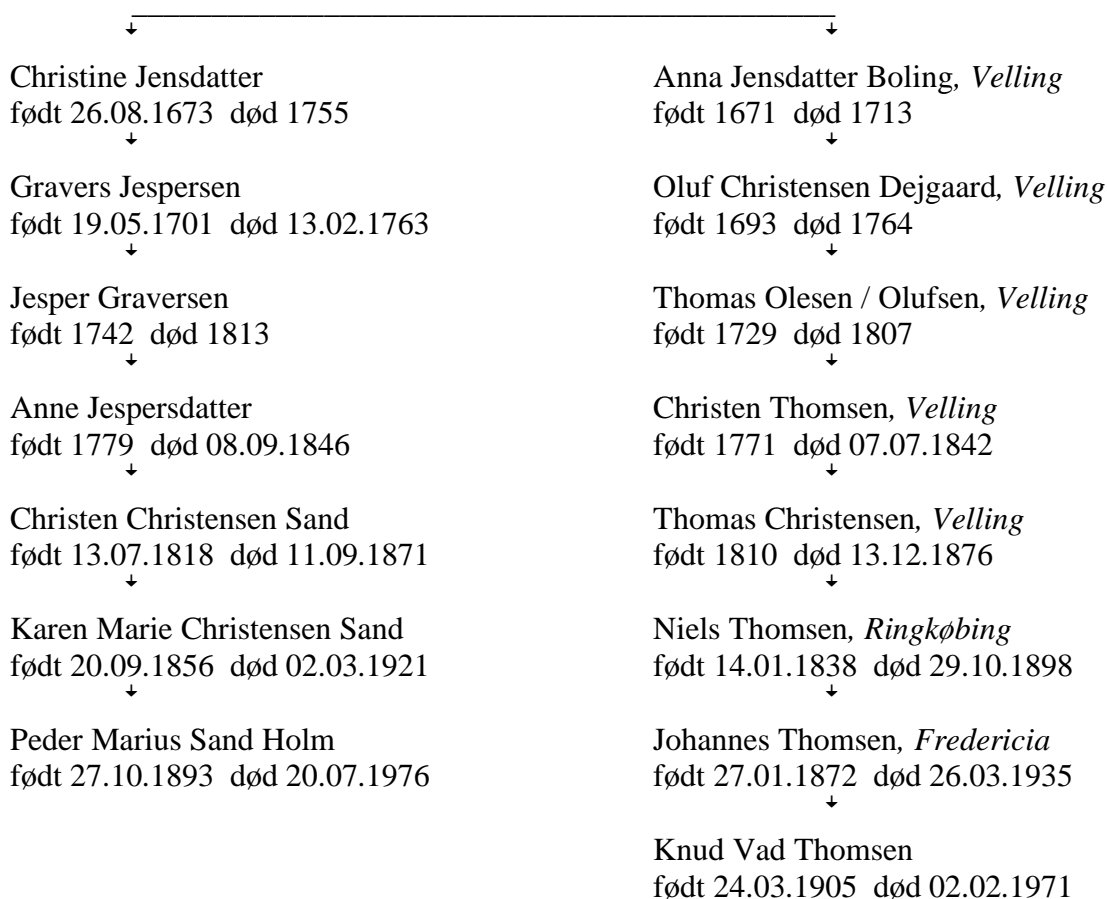 Christine Jensdatter
født 26.08.1673 død 1755
Gravers Jespersen
født 19.05.1701 død 13.02.1763
Jesper Graversen
født 1742 død 1813
Anne Jespersdatter
født 1779 død 08.09.1846
Christen Christensen Sand
født 13.07.1818 død 11.09.1871
Karen Marie Christensen Sand
født 20.09.1856 død 02.03.1921
Peder Marius Sand Holm
født 27.10.1893 død 20.07.1976
Anna Jensdatter Boling, Velling
født 1671 død 1713
Oluf Christensen Dejgaard, Velling
født 1693 død 1764
Thomas Olesen / Olufsen, Velling
født 1729 død 1807
Christen Thomsen, Velling
født 1771 død 07.07.1842
Thomas Christensen, Velling
født 1810 død 13.12.1876
Niels Thomsen, Ringkøbing
født 14.01.1838 død 29.10.1898
Johannes Thomsen, Fredericia
født 27.01.1872 død 26.03.1935
Knud Vad Thomsen
født 24.03.1905 død 02.02.1971